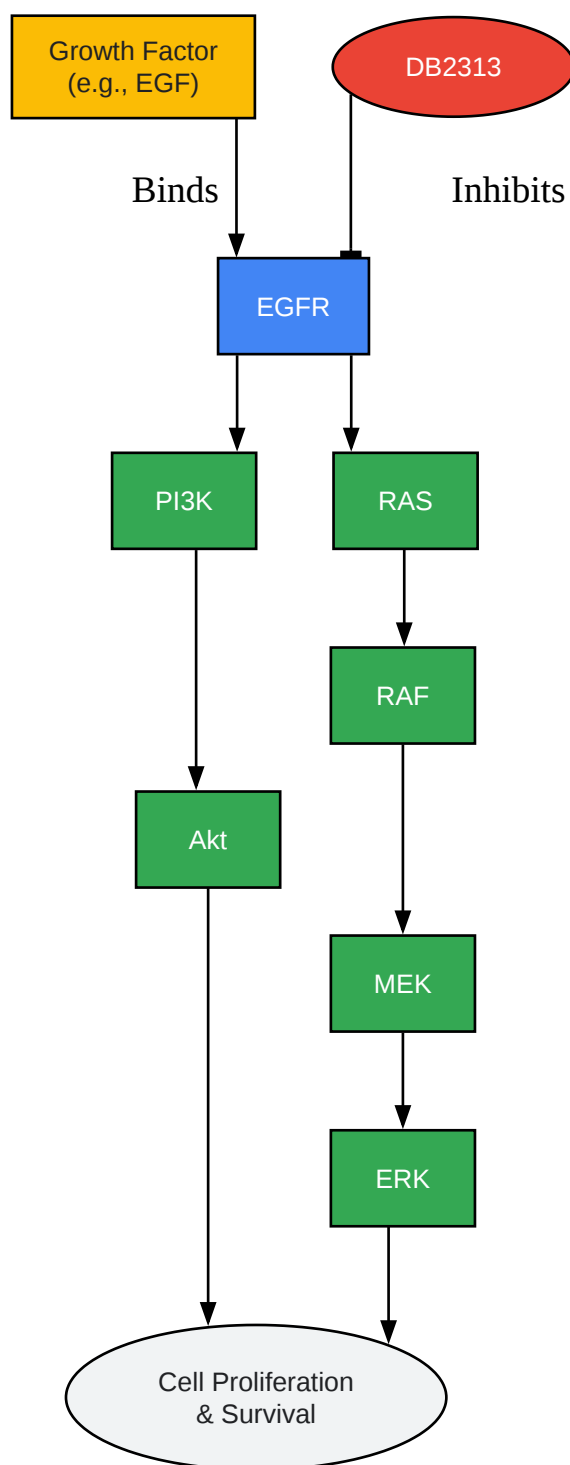 Growth Factor
(e.g., EGF)
DB2313
Binds
Inhibits
EGFR
PI3K
RAS
RAF
Akt
MEK
ERK
Cell Proliferation
& Survival